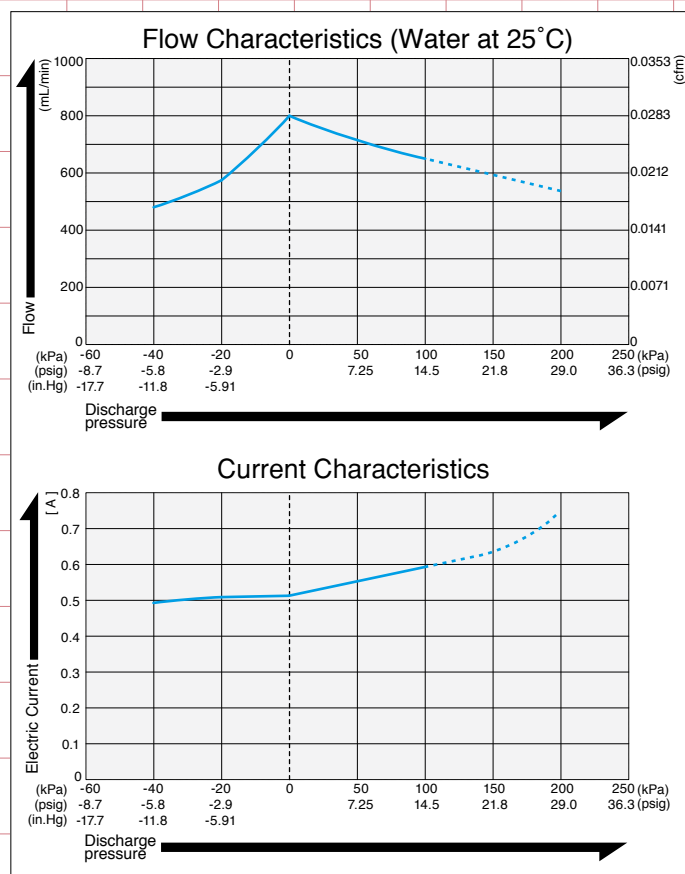 Flow Characteristics (Water at 25˚C)
(mL/min)
(cfm)
1000 0.0353
800 0.0283
600 0.0212
400 0.0141
200 0.0071
0 0
Flow
(kPa) -60 -40 -20 0 50 100 150 200 250 (kPa)
(psig) -8.7 -5.8 -2.9 7.25 14.5 21.8 29.0 36.3 (psig)
(in.Hg) -17.7 -11.8 -5.91
Discharge
pressure
Current Characteristics
[ A ]
0.8
0.7
0.6
0.5
0.4
0.3
0.2
0.1
0
Electric Current
(kPa) -60 -40 -20 0 50 100 150 200 250 (kPa)
(psig) -8.7 -5.8 -2.9 7.25 14.5 21.8 29.0 36.3 (psig)
(in.Hg) -17.7 -11.8 -5.91
Discharge
pressure